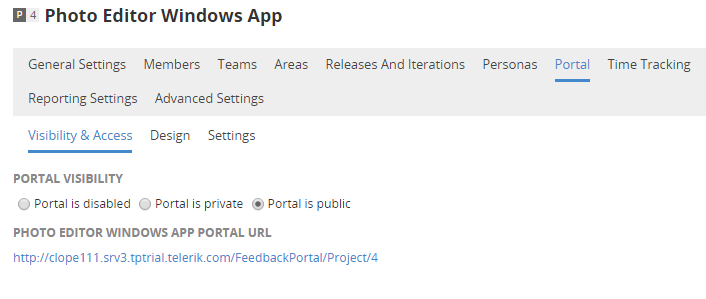 P 4 Photo Editor Windows App
General Settings Members Teams Areas Releases And Iterations Personas Portal Time Tracking
Reporting Settings Advanced Settings
Visibility & Access Design Settings
PORTAL VISIBILITY
Portal is disabled Portal is private Portal is public
PHOTO EDITOR WINDOWS APP PORTAL URL
http://clope111.srv3.tptrial.telerik.com/FeedbackPortal/Project/4